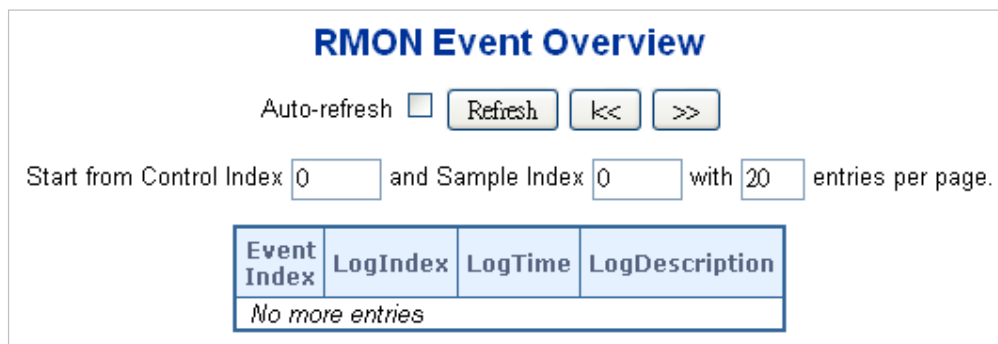 RMON Event Overview
Auto-refresh Refresh |<< >>
Start from Control Index 0 and Sample Index 0 with 20 entries per page.
Event Index LogIndex LogTime LogDescription
No more entries